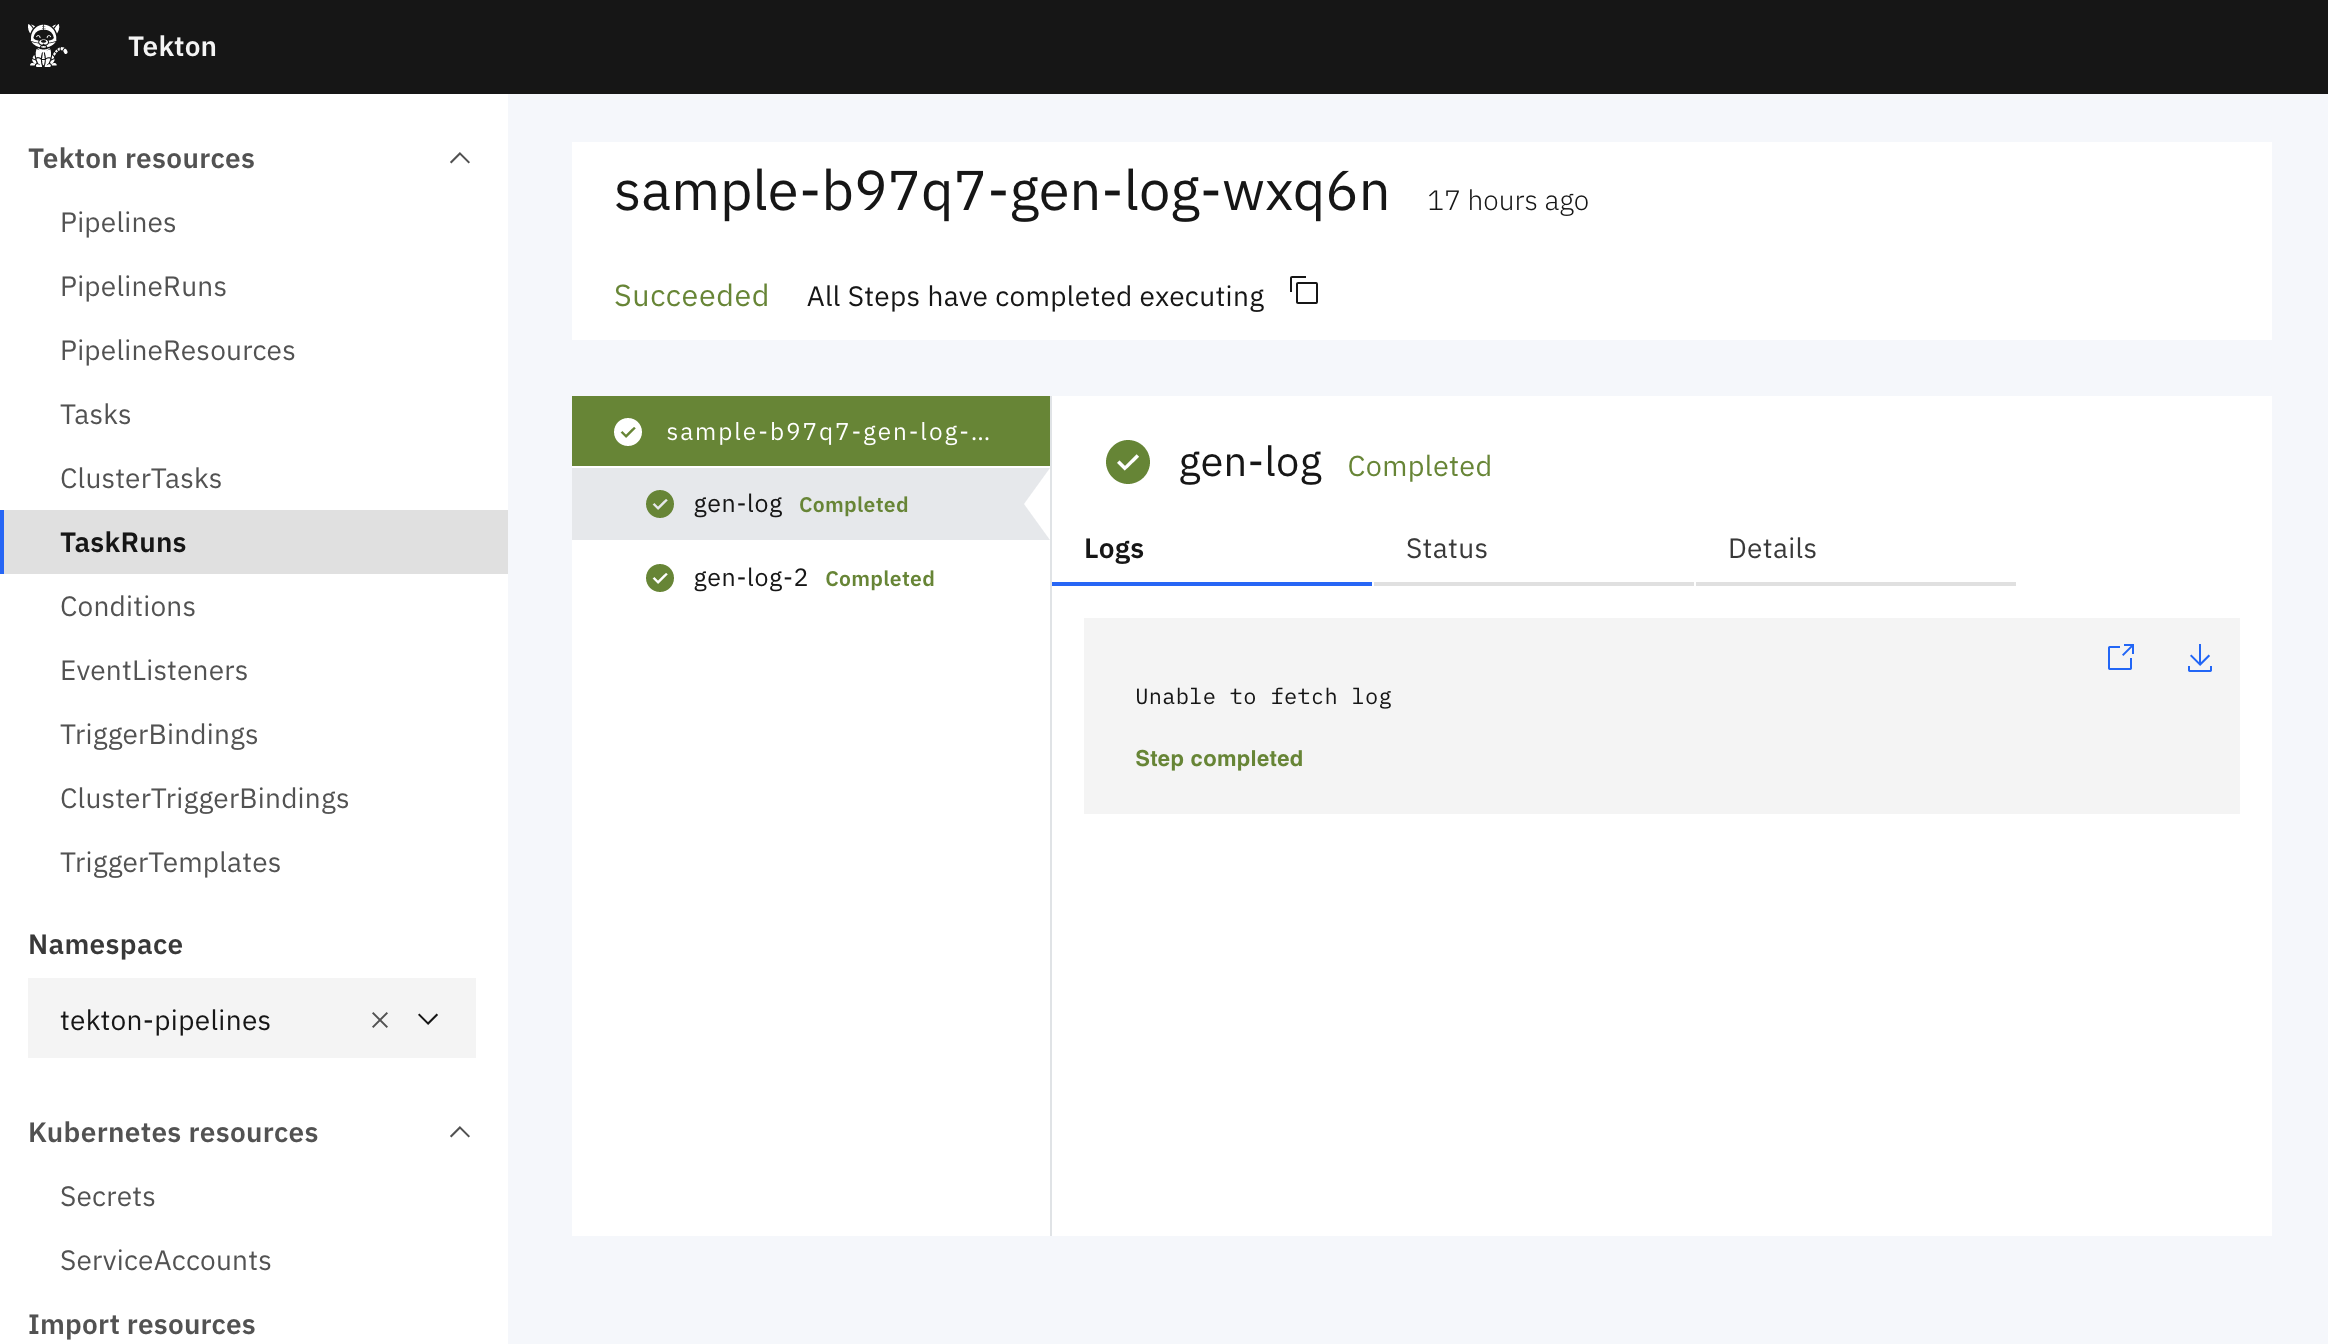 Tekton
Tekton resources
Pipelines
PipelineRuns
PipelineResources
Tasks
ClusterTasks
TaskRuns
Conditions
EventListeners
TriggerBindings
ClusterTriggerBindings
TriggerTemplates
Namespace
tekton-pipelines
Kubernetes resources
Secrets
ServiceAccounts
Import resources
sample-b97q7-gen-log-wxq6n 17 hours ago
Succeeded All Steps have completed executing
sample-b97q7-gen-log-...
gen-log Completed
gen-log-2 Completed
gen-log Completed
Logs Status Details
Unable to fetch log
Step completed